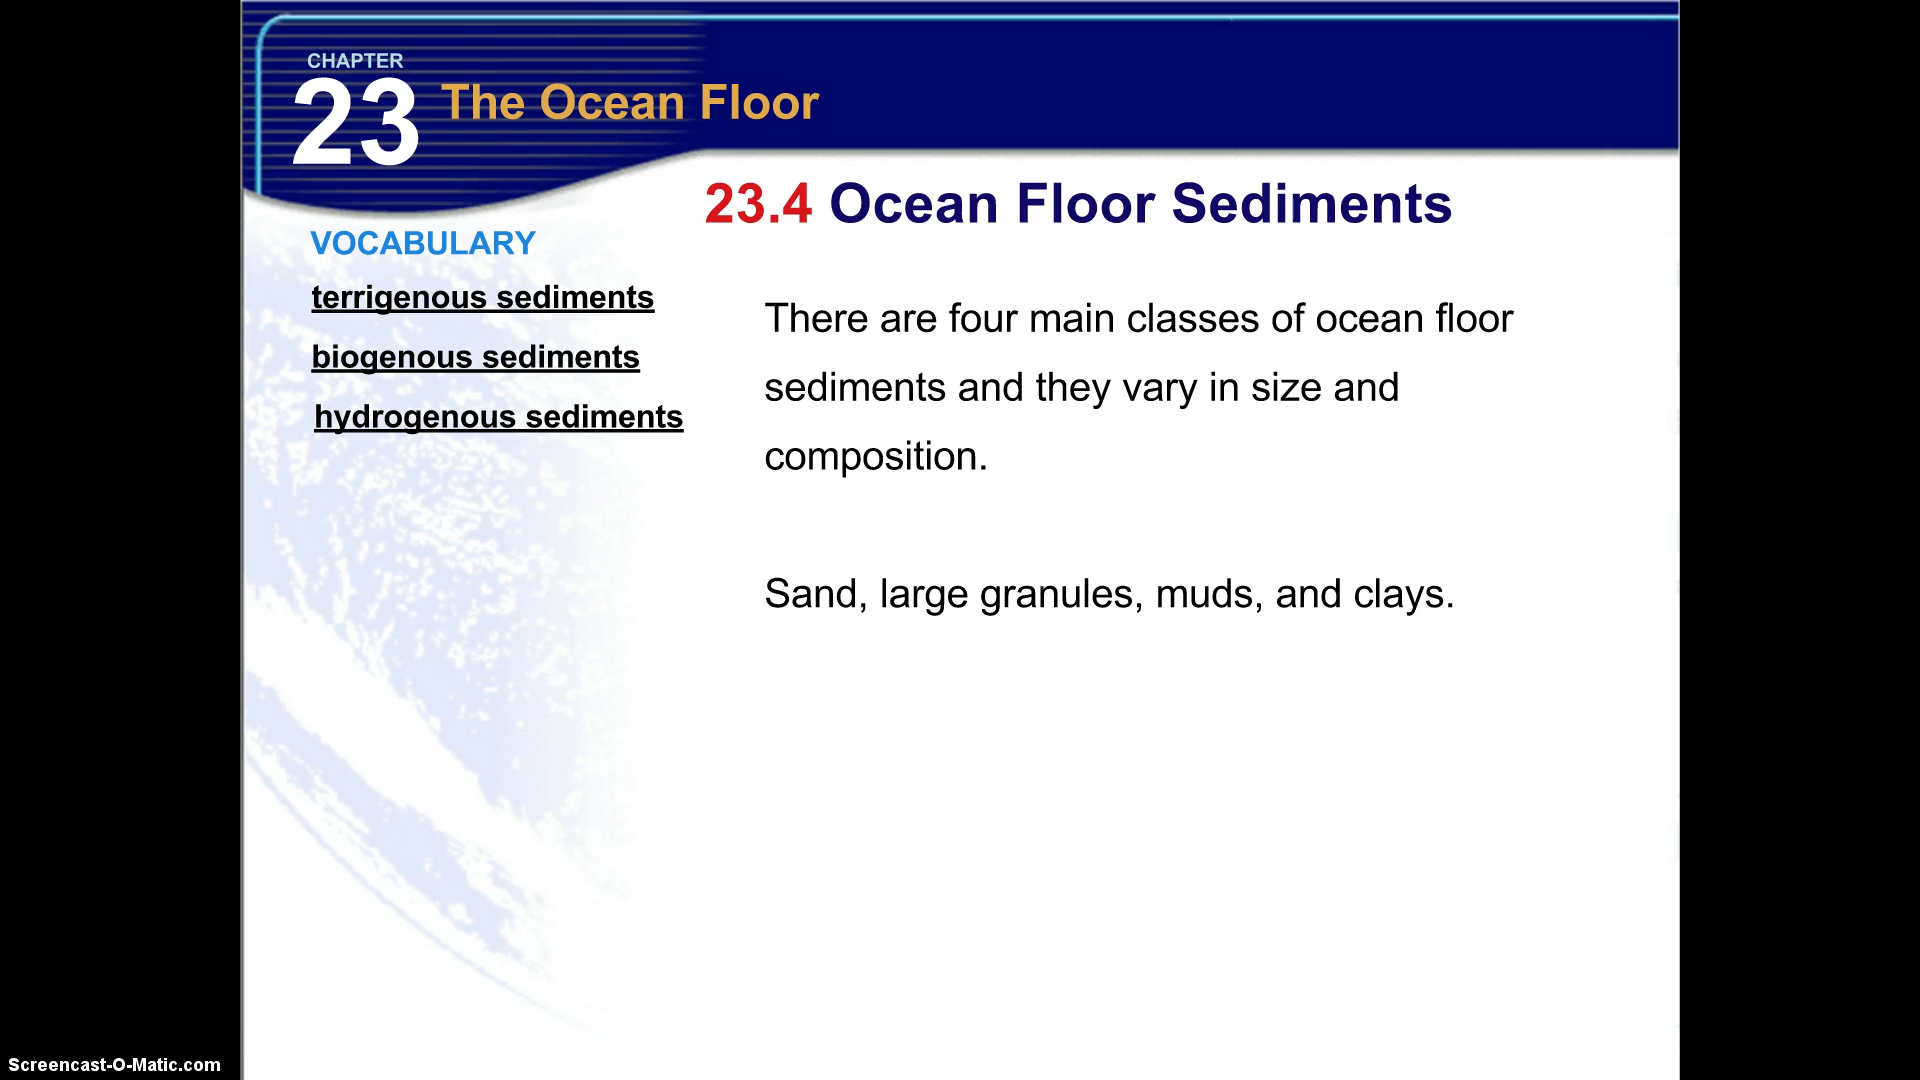 CHAPTER
23
The Ocean Floor
23.4 Ocean Floor Sediments
VOCABULARY
terrigenous sediments
biogenous sediments
hydrogenous sediments
There are four main classes of ocean floor
sediments and they vary in size and
composition.
Sand, large granules, muds, and clays.
Screencast-O-Matic.com